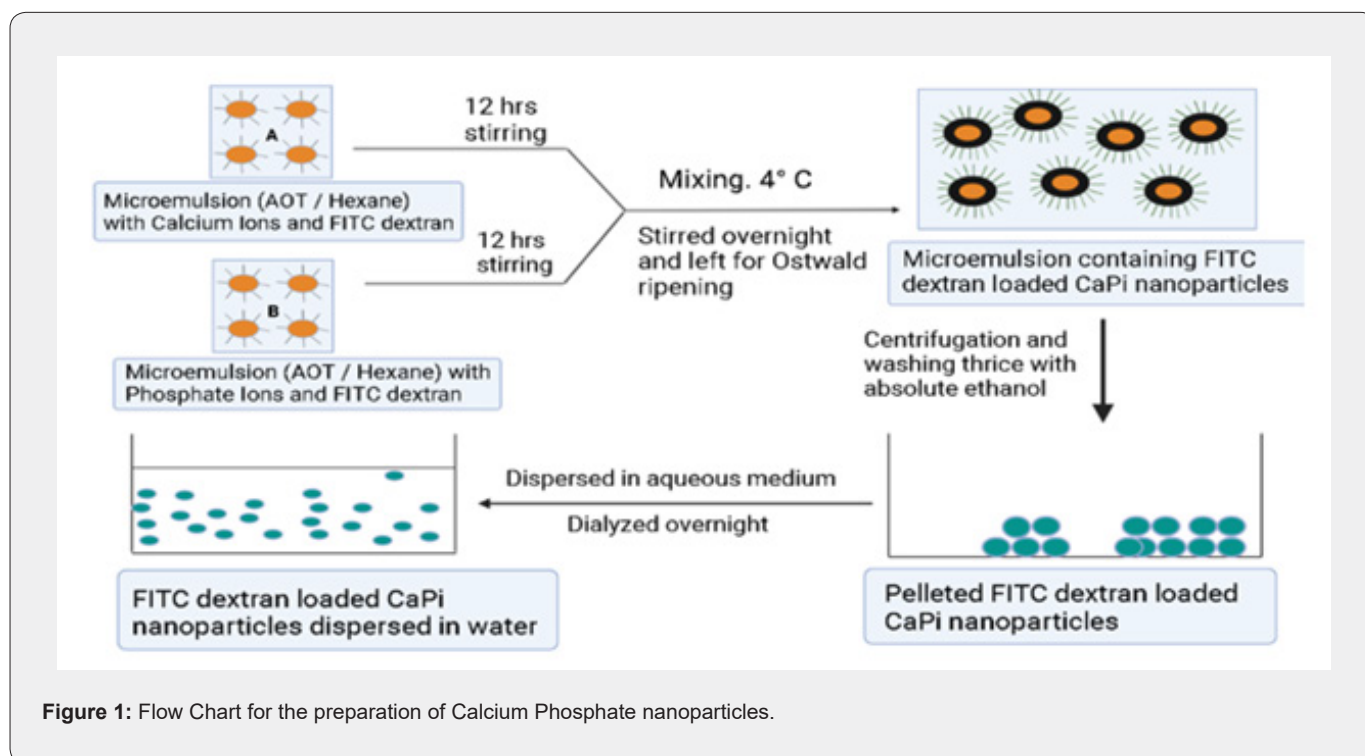 A
12 hrs
stirring
Microemulsion (AOT / Hexane)
with Calcium Ions and FITC dextran
B
12 hrs
stirring
Microemulsion (AOT / Hexane) with
Phosphate Ions and FITC dextran
Mixing. 4° C
Stirred overnight
and left for Ostwald
ripening
Microemulsion containing FITC
dextran loaded CaPi nanoparticles
Centrifugation and
washing thrice with
absolute ethanol
Pelleted FITC dextran loaded
CaPi nanoparticles
Dispersed in aqueous medium
Dialyzed overnight
FITC dextran loaded CaPi
nanoparticles dispersed in water
Figure 1: Flow Chart for the preparation of Calcium Phosphate nanoparticles.